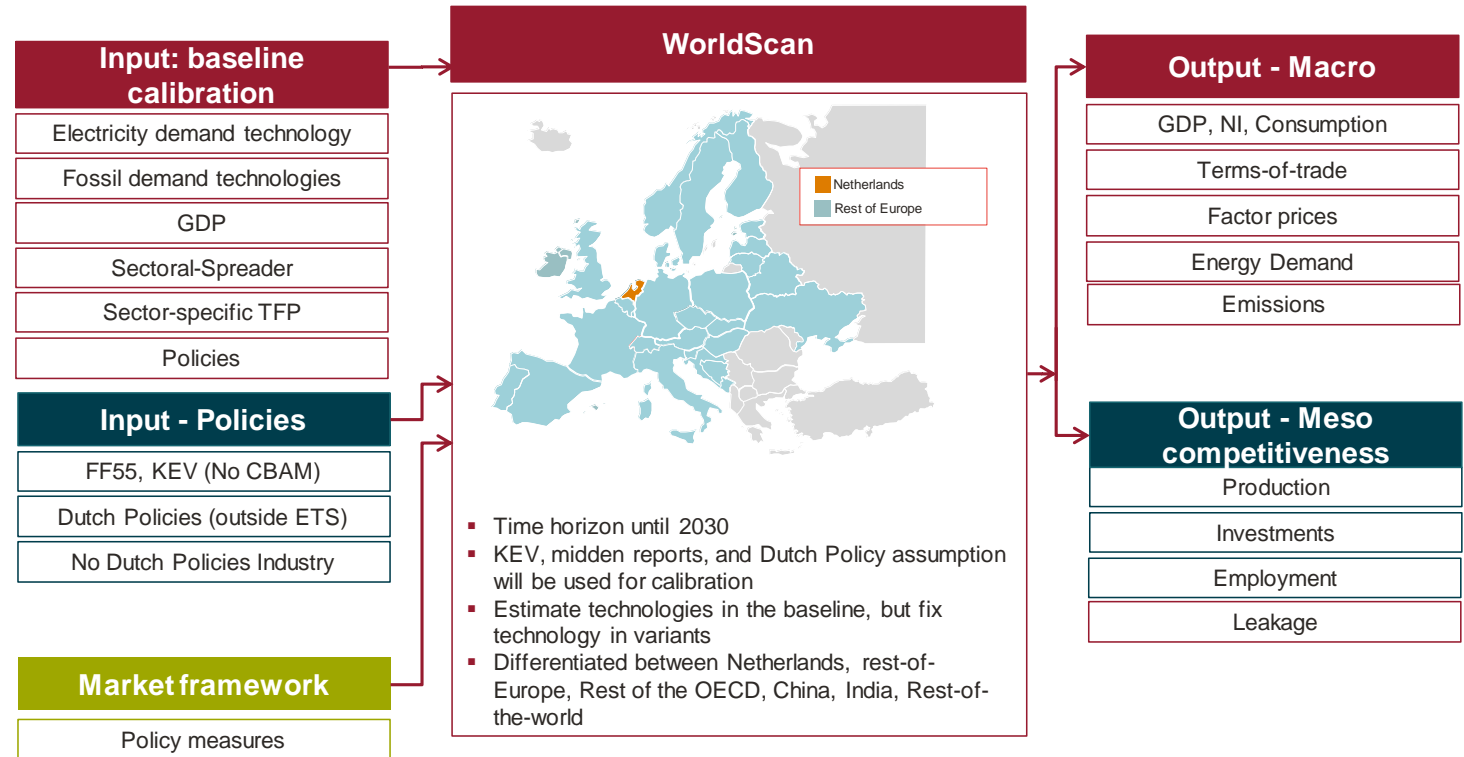 Input: baseline
calibration
Electricity demand technology
Fossil demand technologies
GDP
Sectoral-Spreader
Sector-specific TFP
Policies
Input - Policies
FF55, KEV (No CBAM)
Dutch Policies (outside ETS)
No Dutch Policies Industry
Market framework
Policy measures
WorldScan
Netherlands
Rest of Europe
▪ Time horizon until 2030
▪ KEV, midden reports, and Dutch Policy assumption
will be used for calibration
▪ Estimate technologies in the baseline, but fix
technology in variants
▪ Differentiated between Netherlands, rest-of-
Europe, Rest of the OECD, China, India, Rest-of-
the-world
Output - Macro
GDP, NI, Consumption
Terms-of-trade
Factor prices
Energy Demand
Emissions
Output - Meso
competitiveness
Production
Investments
Employment
Leakage